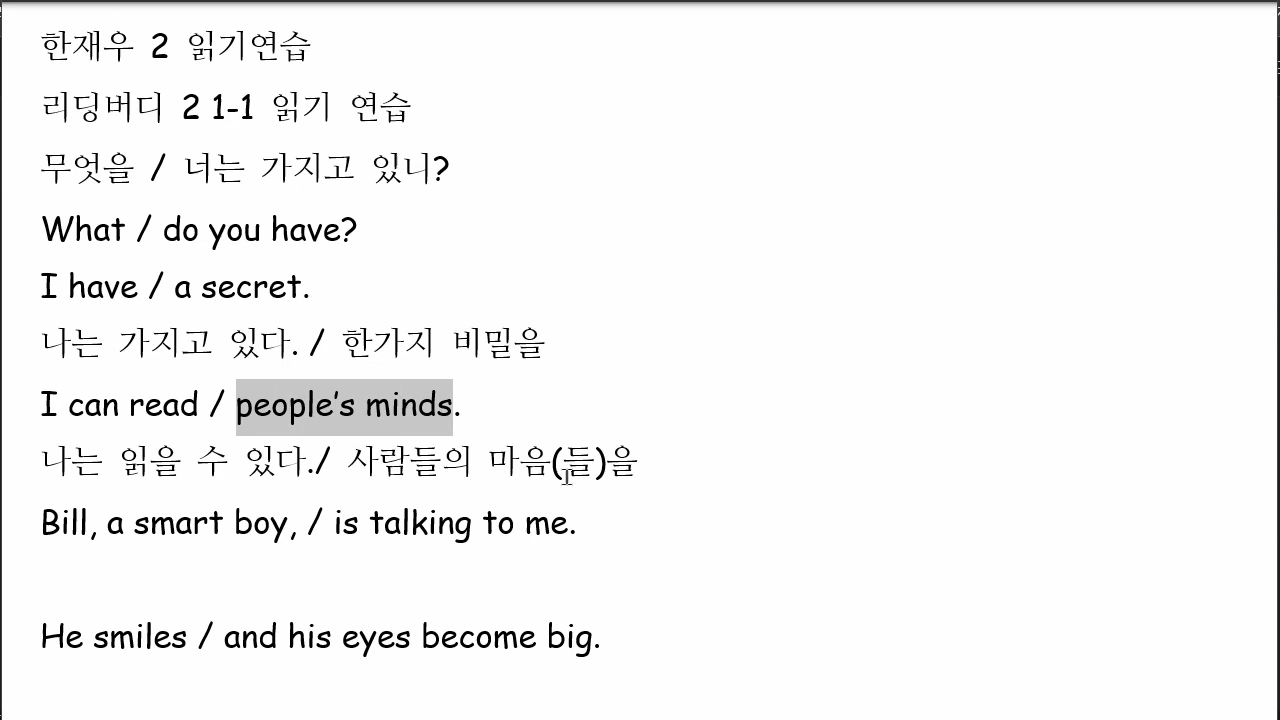 한재우 2 읽기연습
리딩버디 2 1-1 읽기 연습
무엇을 / 너는 가지고 있니?
What / do you have?
I have / a secret.
나는 가지고 있다. / 한가지 비밀을
I can read / people's minds.
나는 읽을 수 있다./ 사람들의 마음(들)을
Bill, a smart boy, / is talking to me.
He smiles / and his eyes become big.